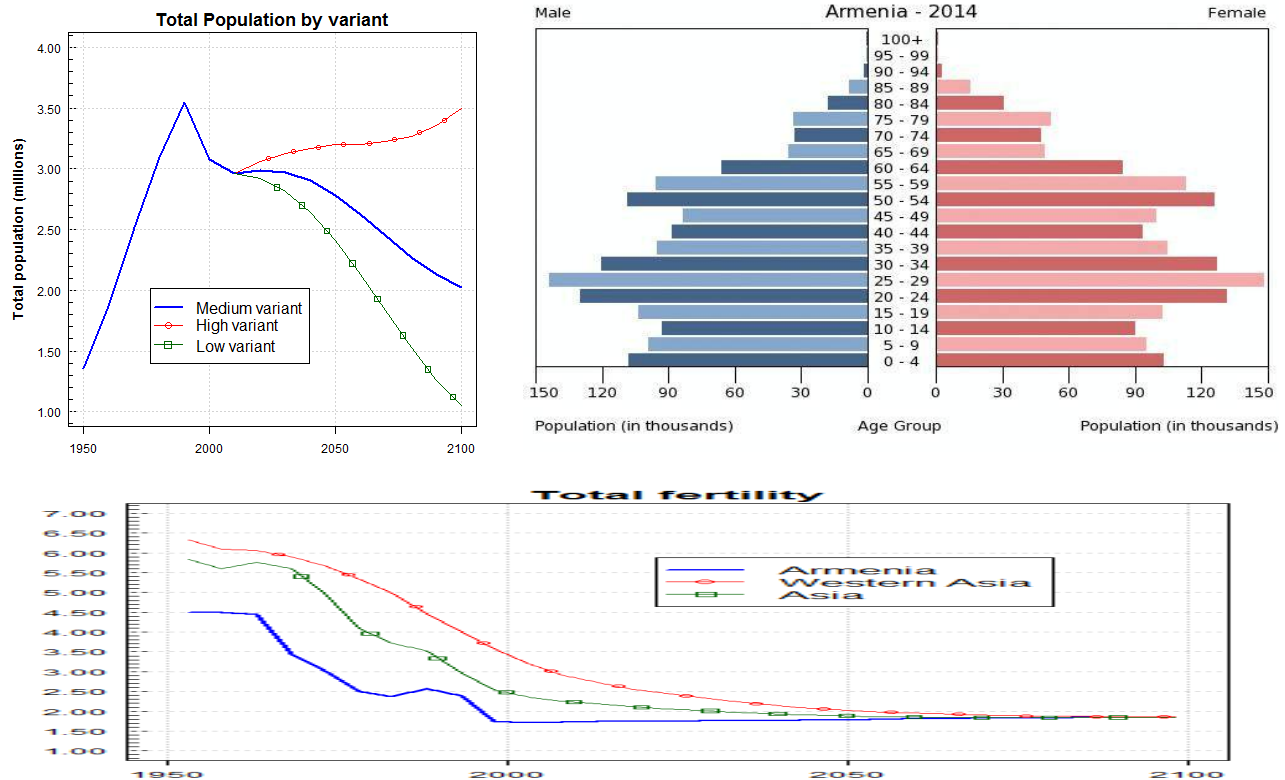 Total Population by variant
Total population (millions)
4.00
3.50
3.00
2.50
2.00
1.50
1.00
Medium variant
High variant
Low variant
1950 2000 2050 2100
Male Armenia - 2014 Female
100+
95 - 99
90 - 94
85 - 89
80 - 84
75 - 79
70 - 74
65 - 69
60 - 64
55 - 59
50 - 54
45 - 49
40 - 44
35 - 39
30 - 34
25 - 29
20 - 24
15 - 19
10 - 14
5 - 9
0 - 4
150 120 90 60 30 0 0 30 60 90 120 150
Population (in thousands) Age Group Population (in thousands)
Total fertility
7.00
6.50
6.00
5.50
4.50
4.00
3.50
3.00
2.50
2.00
1.50
1.00
Armenia
Western Asia
Asia
1950 2000 2050 2100